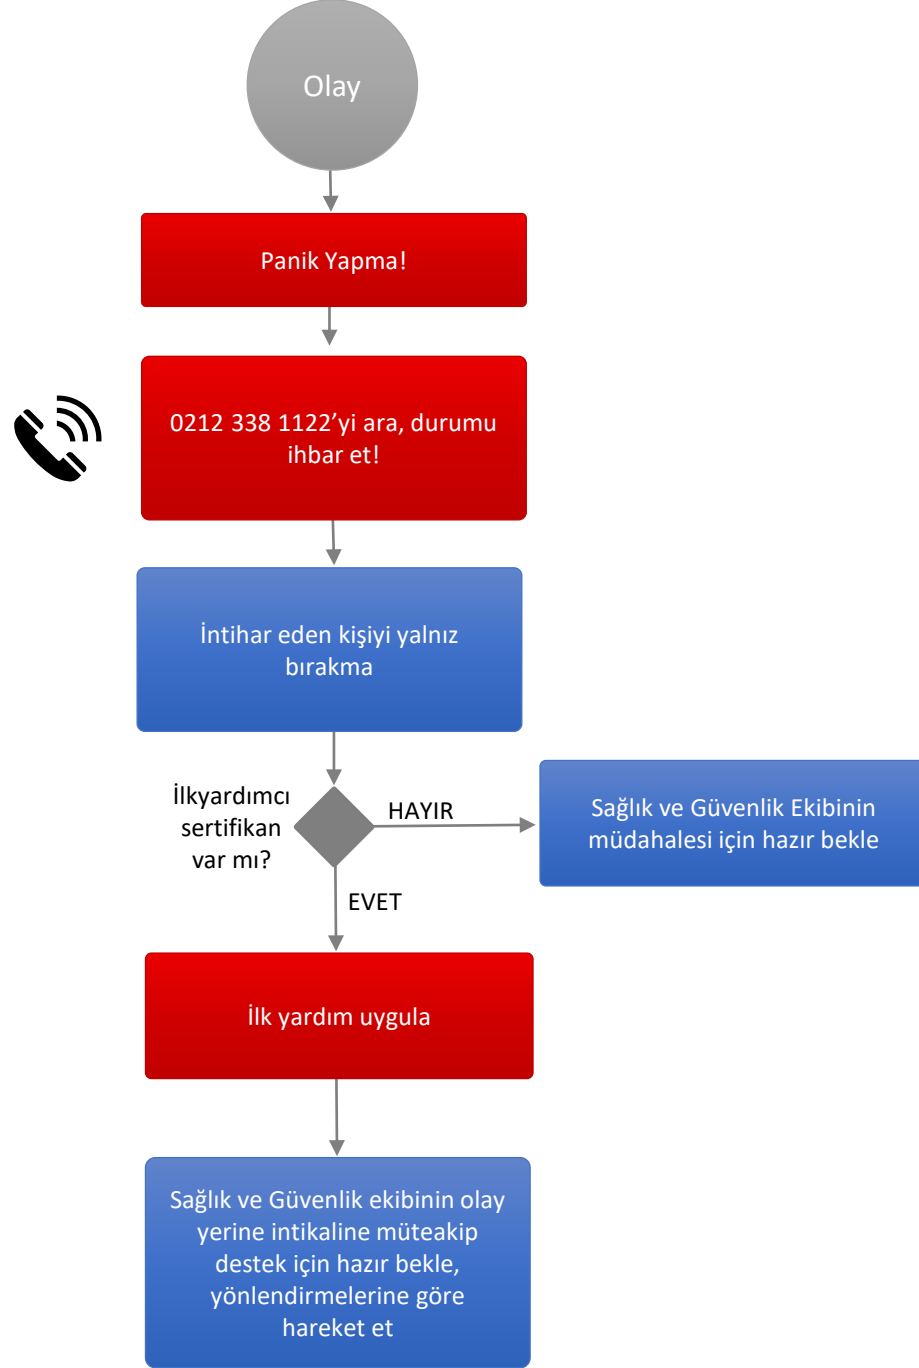 Olay
Panik Yapma!
0212 338 1122’yi ara, durumu
ihbar et!
İntihar eden kişiyi yalnız
bırakma
İlkyardımcı
sertifikan
var mı?
HAYIR
Sağlık ve Güvenlik Ekibinin
müdahalesi için hazır bekle
EVET
İlk yardım uygula
Sağlık ve Güvenlik ekibinin olay
yerine intikaline müteakip
destek için hazır bekle,
yönlendirmelerine göre
hareket et